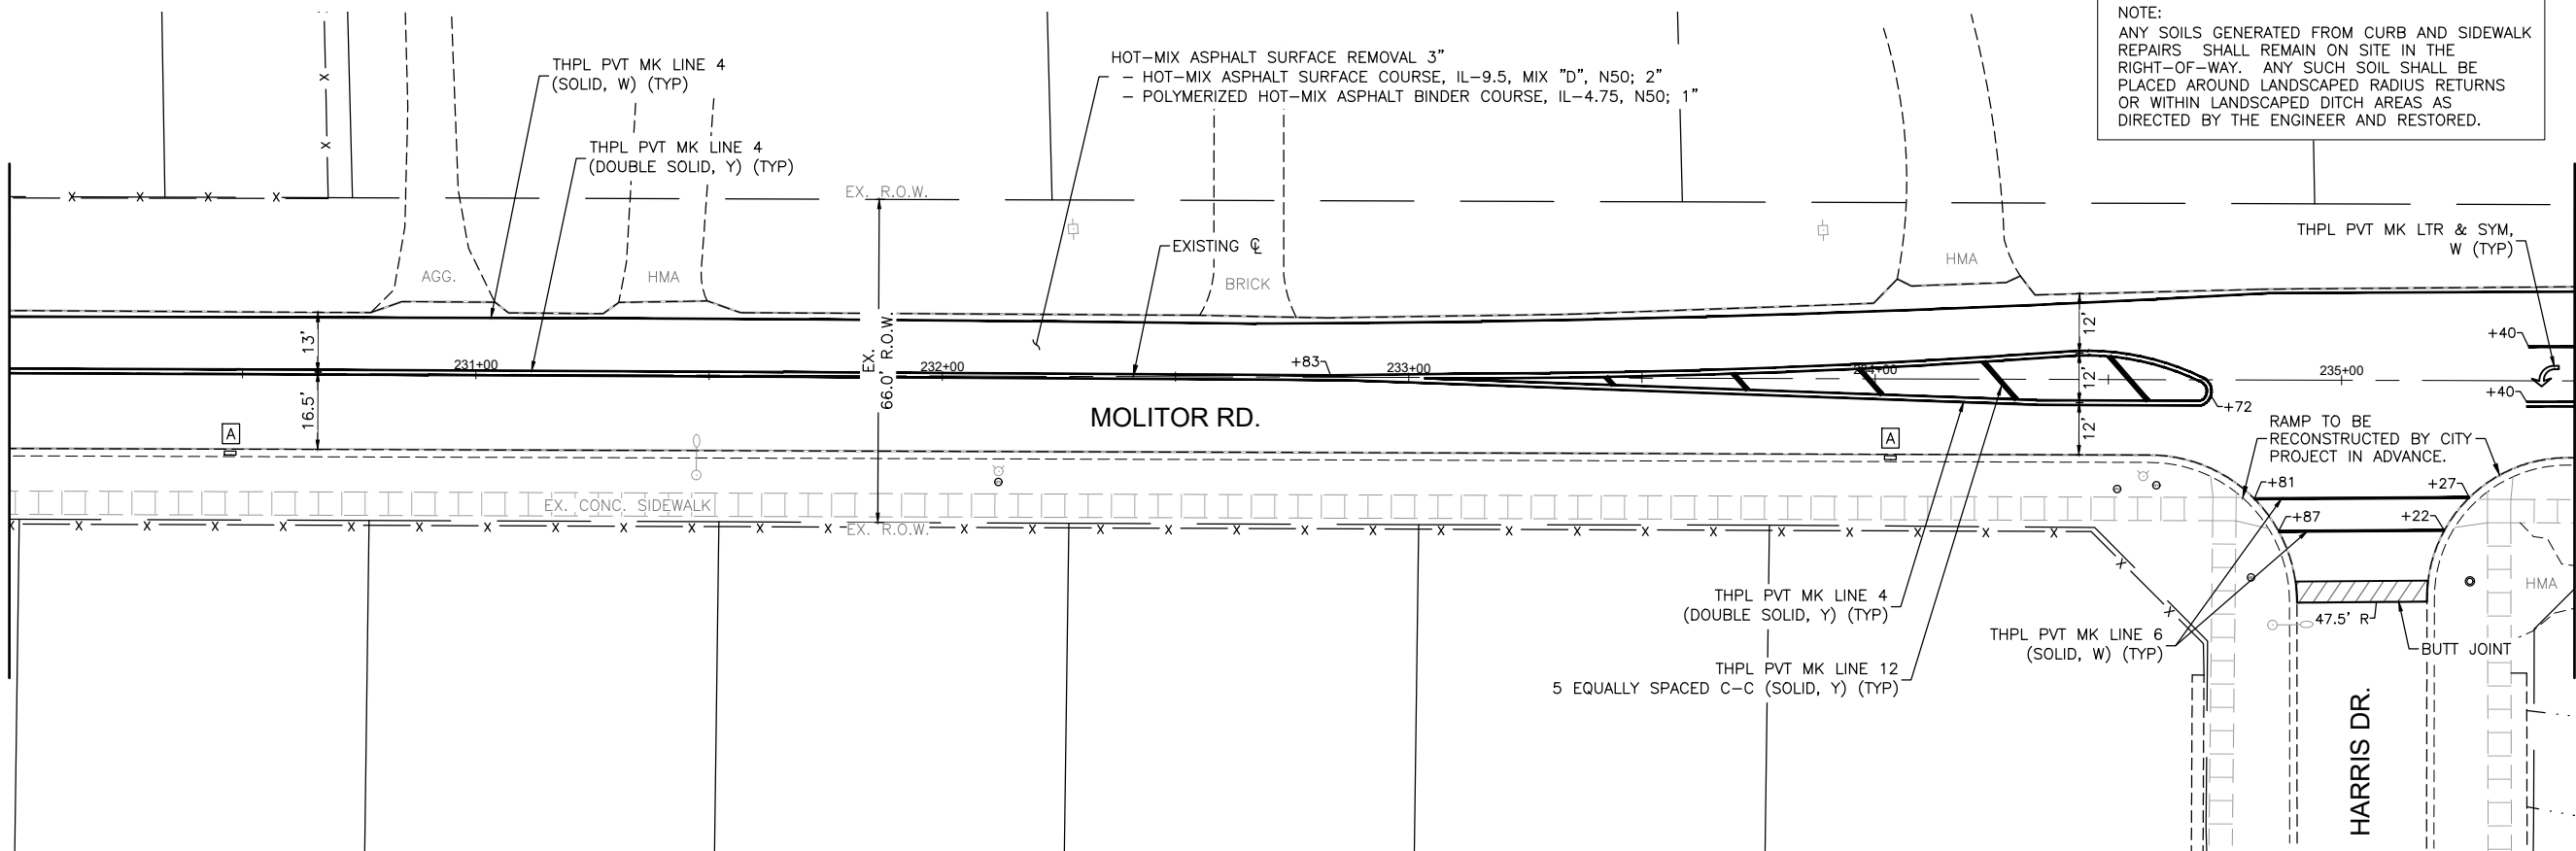 NOTE:
ANY SOILS GENERATED FROM CURB AND SIDEWALK
REPAIRS SHALL REMAIN ON SITE IN THE
RIGHT-OF-WAY. ANY SUCH SOIL SHALL BE
PLACED AROUND LANDSCAPED RADIUS RETURNS
OR WITHIN LANDSCAPED DITCH AREAS AS
DIRECTED BY THE ENGINEER AND RESTORED.
THPL PVT MK LINE 4
(SOLID, W) (TYP)
HOT-MIX ASPHALT SURFACE REMOVAL 3"
- HOT-MIX ASPHALT SURFACE COURSE, IL-9.5, MIX "D", N50; 2"
- POLYMERIZED HOT-MIX ASPHALT BINDER COURSE, IL-4.75, N50; 1"
THPL PVT MK LINE 4
(DOUBLE SOLID, Y) (TYP)
EX. R.O.W.
THPL PVT MK LTR & SYM,
W (TYP)
EXISTING ℄
AGG.
HMA
BRICK
HMA
13'
16.5'
EX.
66.0' R.O.W.
12'
12'
12'
231+00
232+00
+83
233+00
234+00
235+00
+40
+40
+72
MOLITOR RD.
A
A
RAMP TO BE
RECONSTRUCTED BY CITY
PROJECT IN ADVANCE.
+81
+27
+87
+22
EX. CONC. SIDEWALK
EX. R.O.W.
X X X X X X X X X X X X X X X X X X X X X X X X X X X X X X X X X X X X X X X
HMA
THPL PVT MK LINE 4
(DOUBLE SOLID, Y) (TYP)
47.5' R
THPL PVT MK LINE 6
(SOLID, W) (TYP)
BUTT JOINT
THPL PVT MK LINE 12
5 EQUALLY SPACED C-C (SOLID, Y) (TYP)
HARRIS DR.